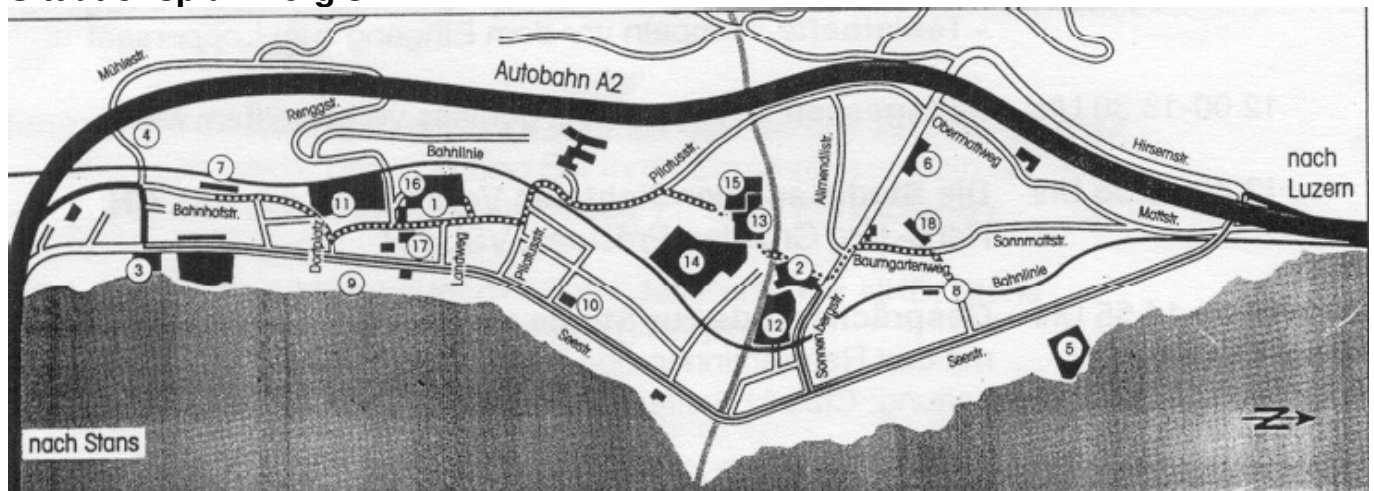 Autobahn A2
Mühlestr.
Renggstr.
4
Obermattweg
Hirsernstr.
nach
Luzern
7
Bahnlinie
Pilatusstr.
Allmendlistr.
6
16
1
11
15
13
18
Mattstr.
Bahnhofstr.
Dorfplatz
17
Landweg
Pilatusstr.
14
2
Baumgartenweg
Sonnmattstr.
Bahnlinie
3
9
10
8
12
Sonnenbergstr.
Seestr.
Seestr.
5
N
nach Stans